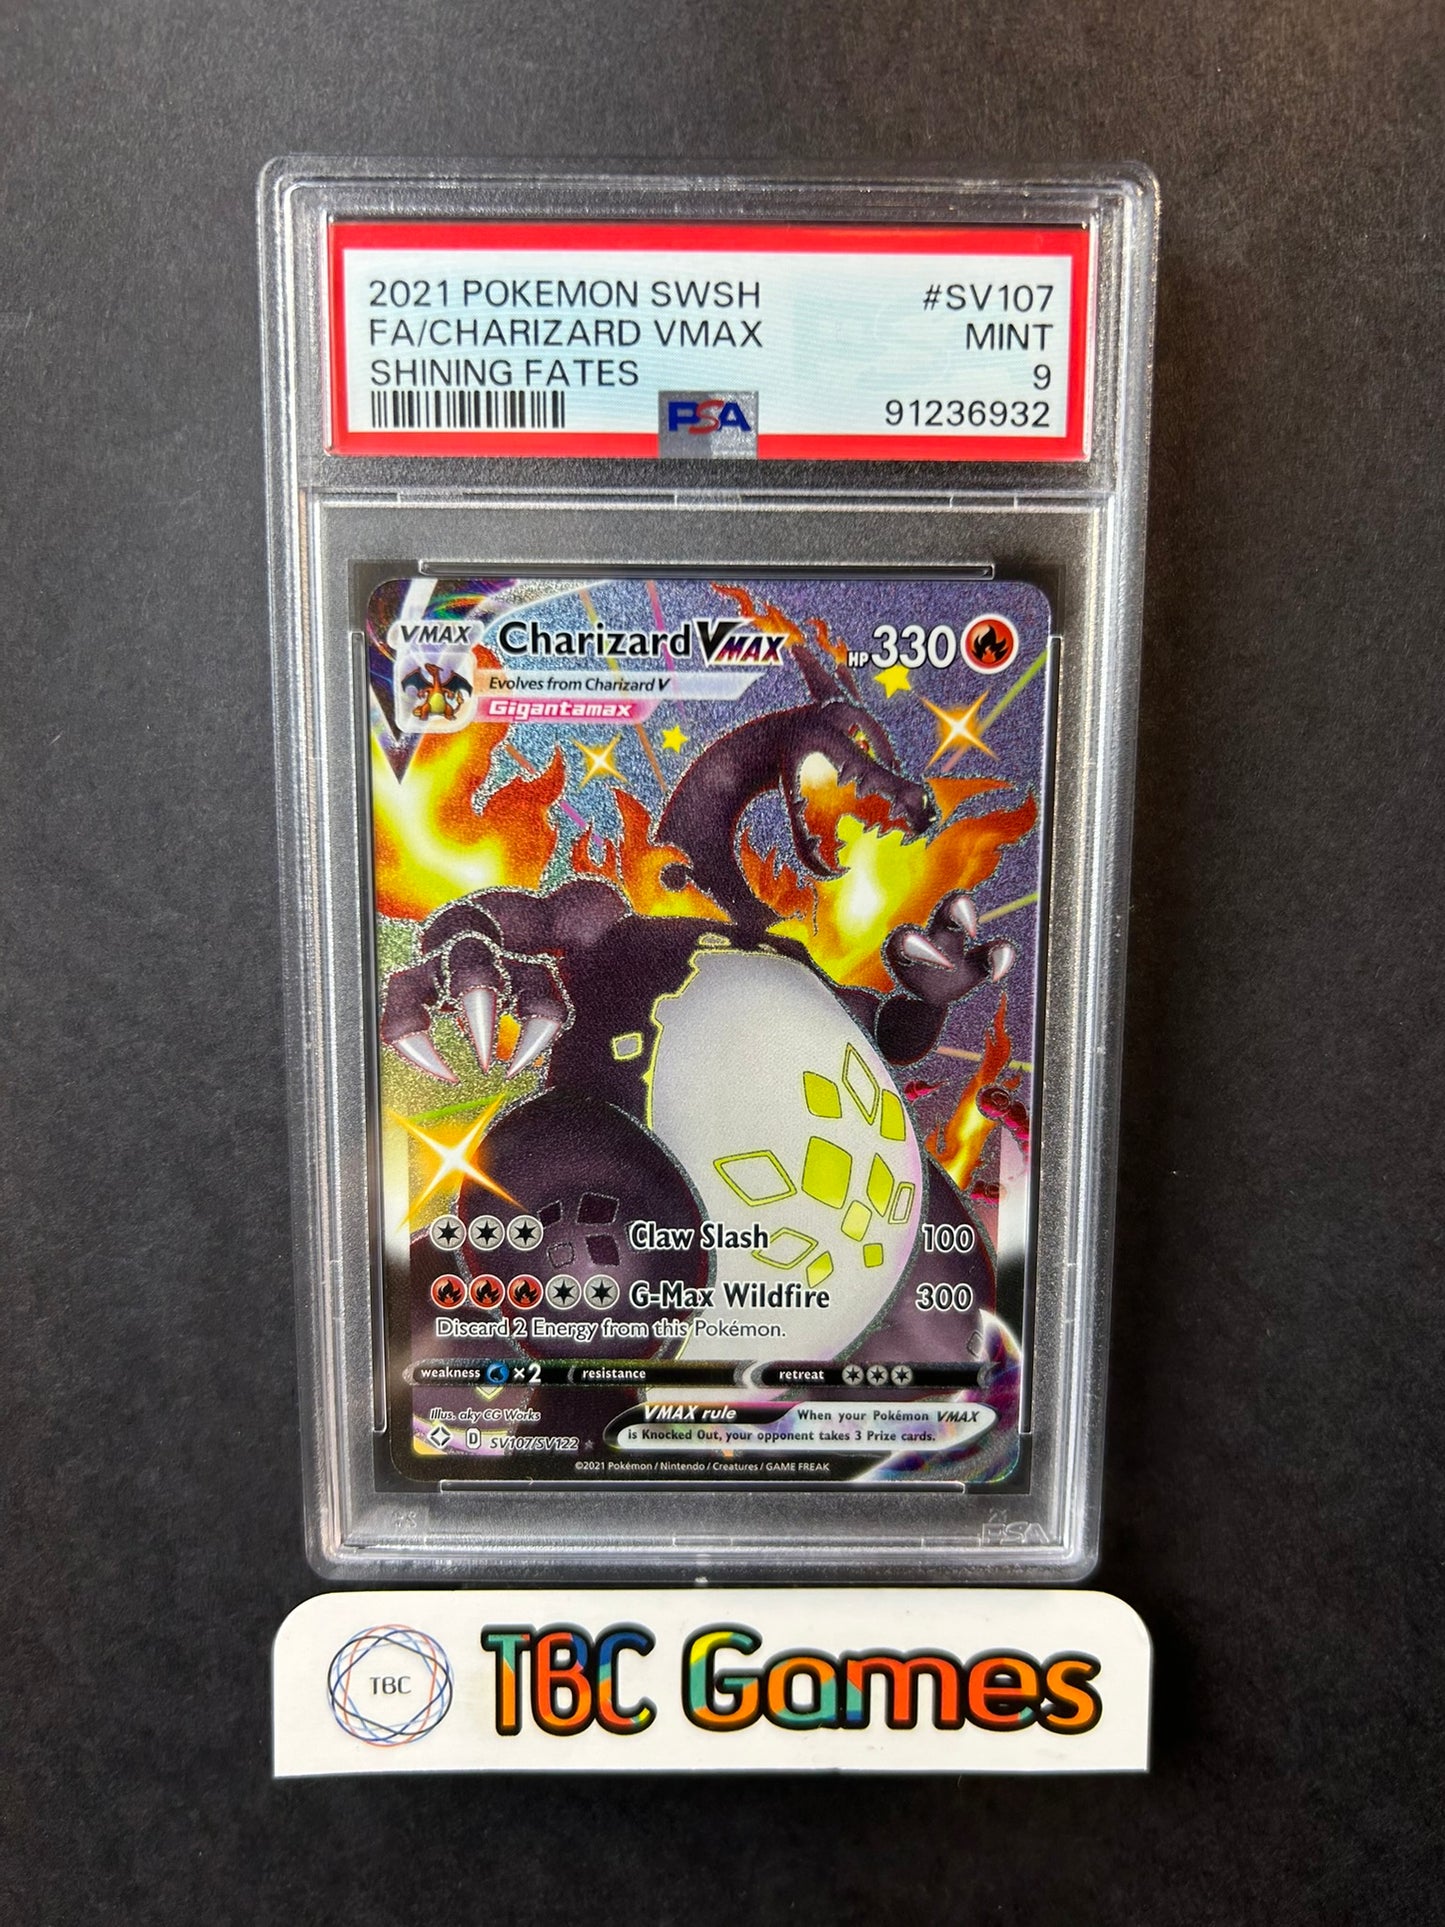 2021 POKEMON SWSH #SV107
FA/CHARIZARD VMAX MINT
SHINING FATES 9
PSA 91236932
VMAX Charizard VMAX HP 330
Evolves from Charizard V
Gigantamax
Claw Slash 100
G-Max Wildfire 300
Discard 2 Energy from this Pokémon.
weakness ×2 resistance retreat
Illus. aky CG Works
VMAX rule When your Pokémon VMAX
is Knocked Out, your opponent takes 3 Prize cards.
D SV107/SV122
©2021 Pokémon / Nintendo / Creatures / GAME FREAK
PSA
TBC TBC Games